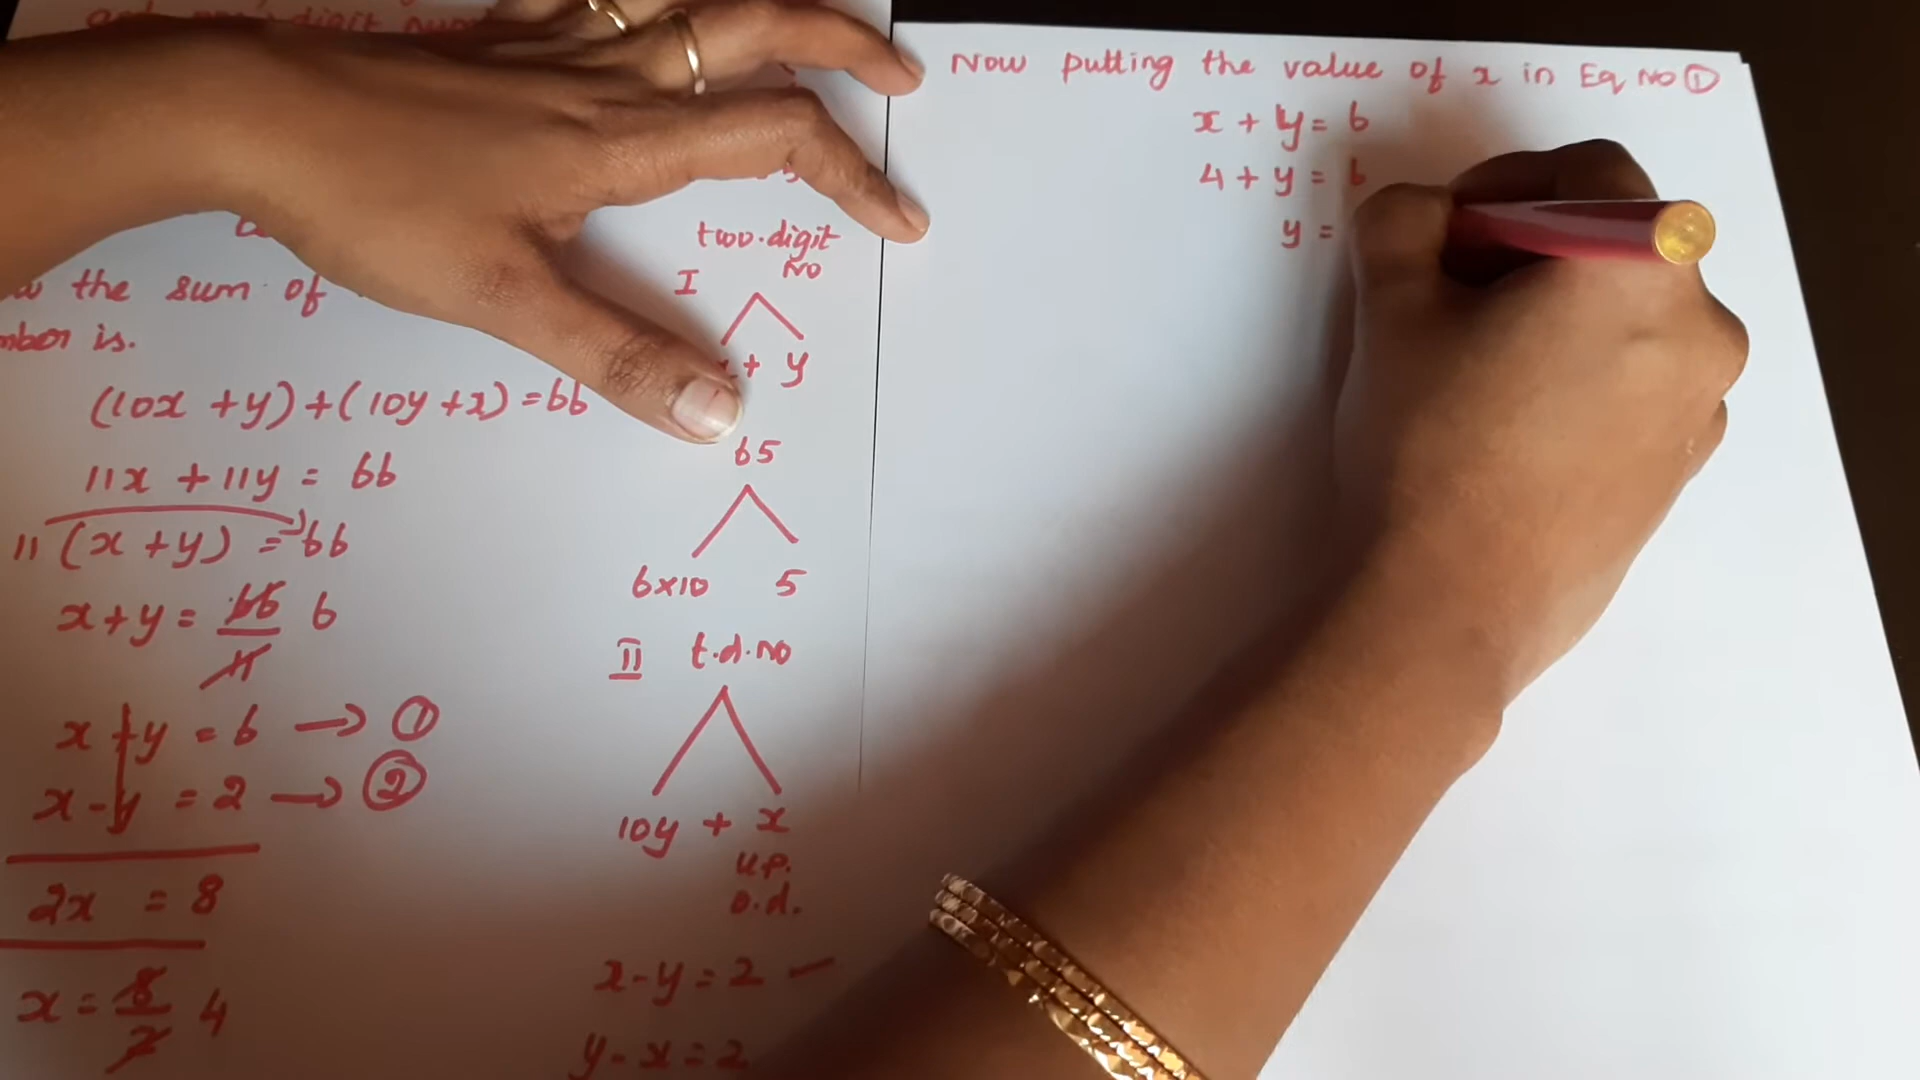 the sum of
is.
(10x + y) + (10y + x) = 66
11x + 11y = 66
11 (x + y) = 66
x + y = 66/11 6
x + y = 6 → ①
x - y = 2 → ②
2x = 8
x = 8/2 4
two.digit
No
I
+ y
65
6×10 5
II t.d.no
10y + x
u.p.
o.d.
x - y = 2 –
y - x = 2
Now putting the value of x in Eq No ①
x + y = 6
4 + y = 6
y =